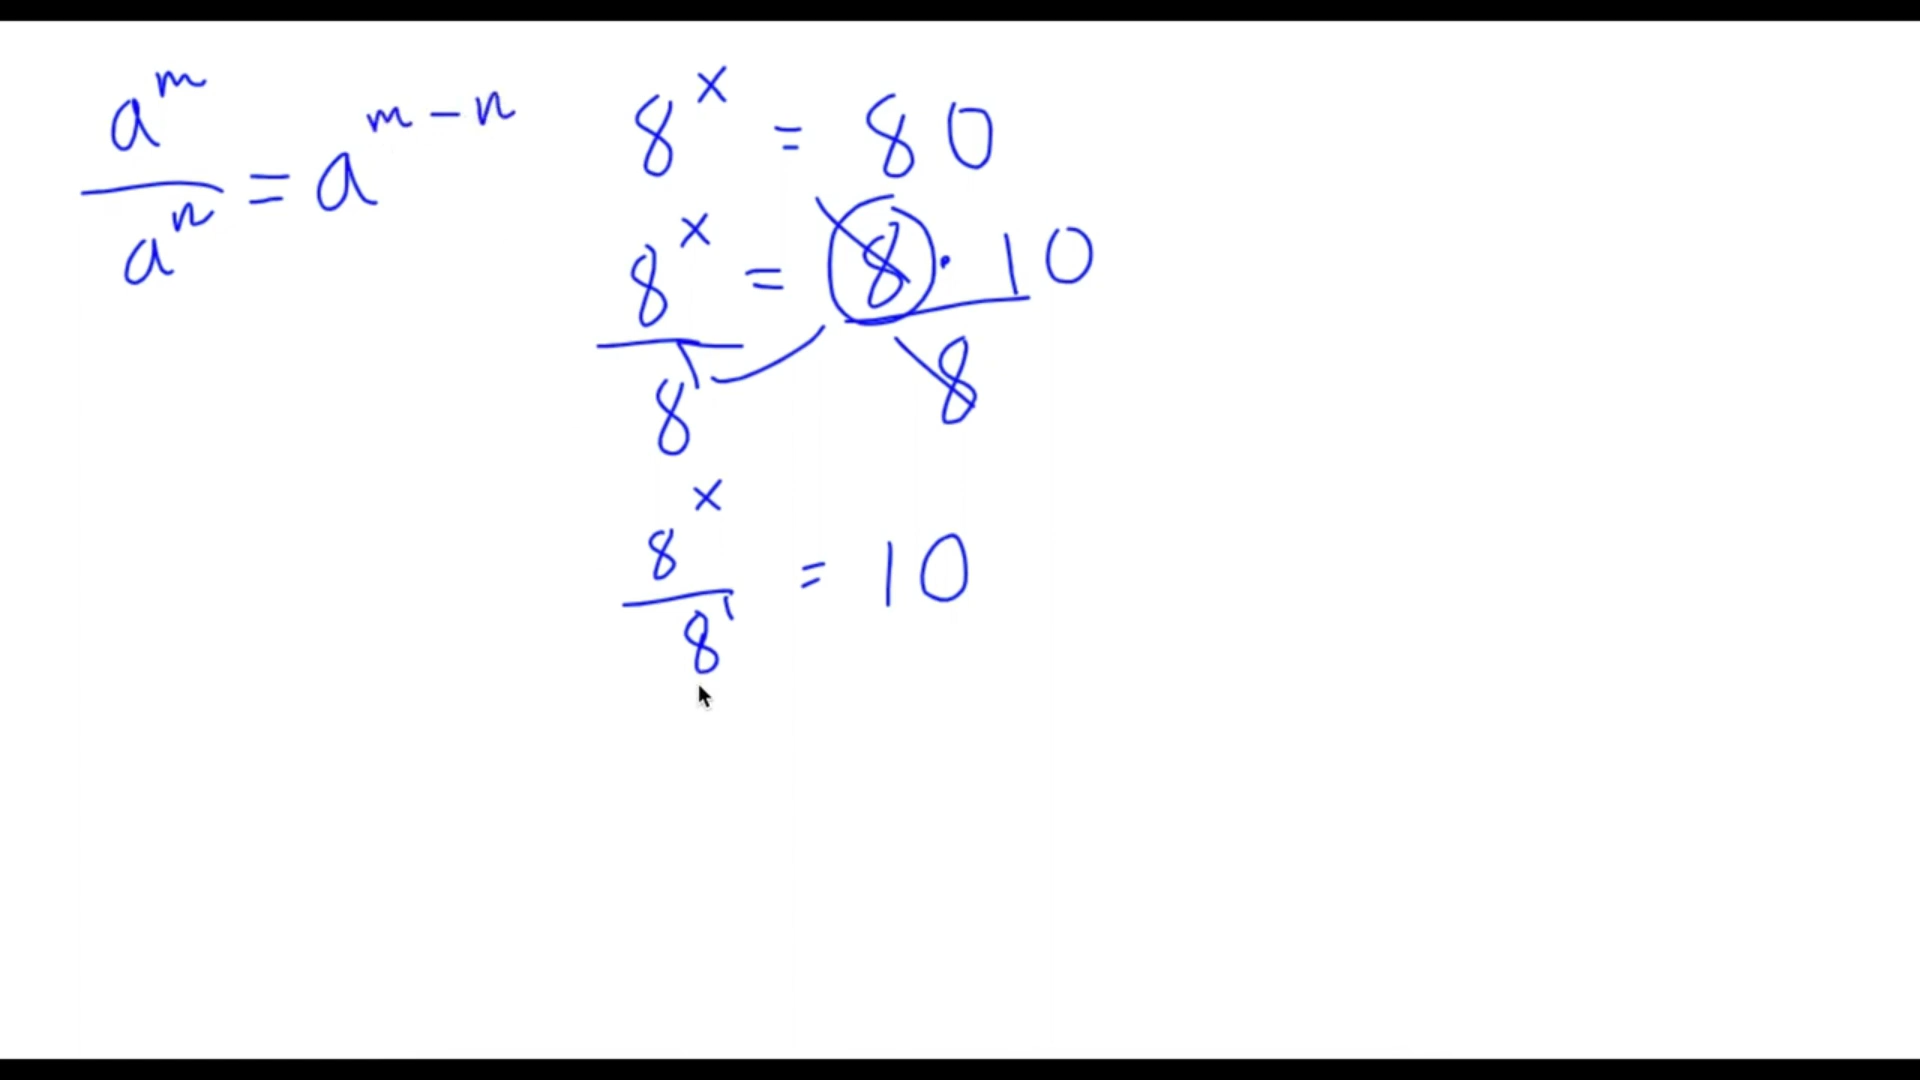 a^m / a^n = a^(m-n)
8^x = 80
8^x / 8^1 = 8 · 10 / 8
8^x / 8^1 = 10